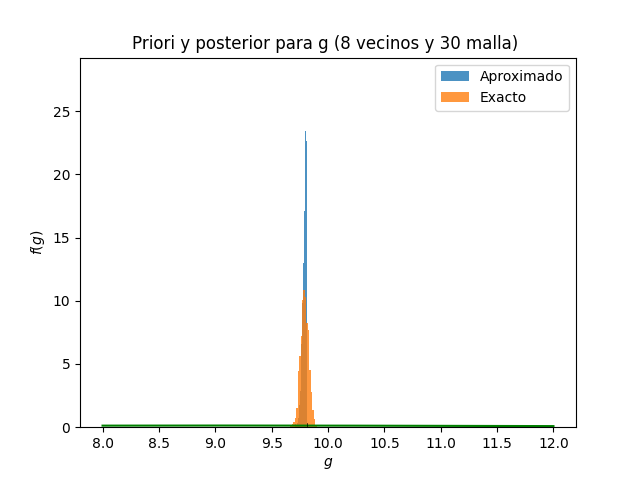 Priori y posterior para g (8 vecinos y 30 malla)
Aproximado
Exacto
f(g)
25
20
15
10
5
0
8.0 8.5 9.0 9.5 10.0 10.5 11.0 11.5 12.0
g